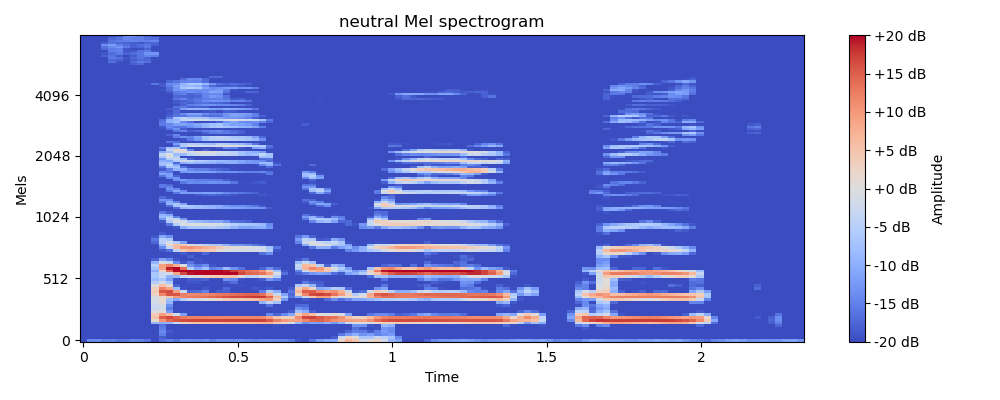 neutral Mel spectrogram
4096
2048
1024
512
0
Mels
0
0.5
1
1.5
2
Time
+20 dB
+15 dB
+10 dB
+5 dB
+0 dB
-5 dB
-10 dB
-15 dB
-20 dB
Amplitude